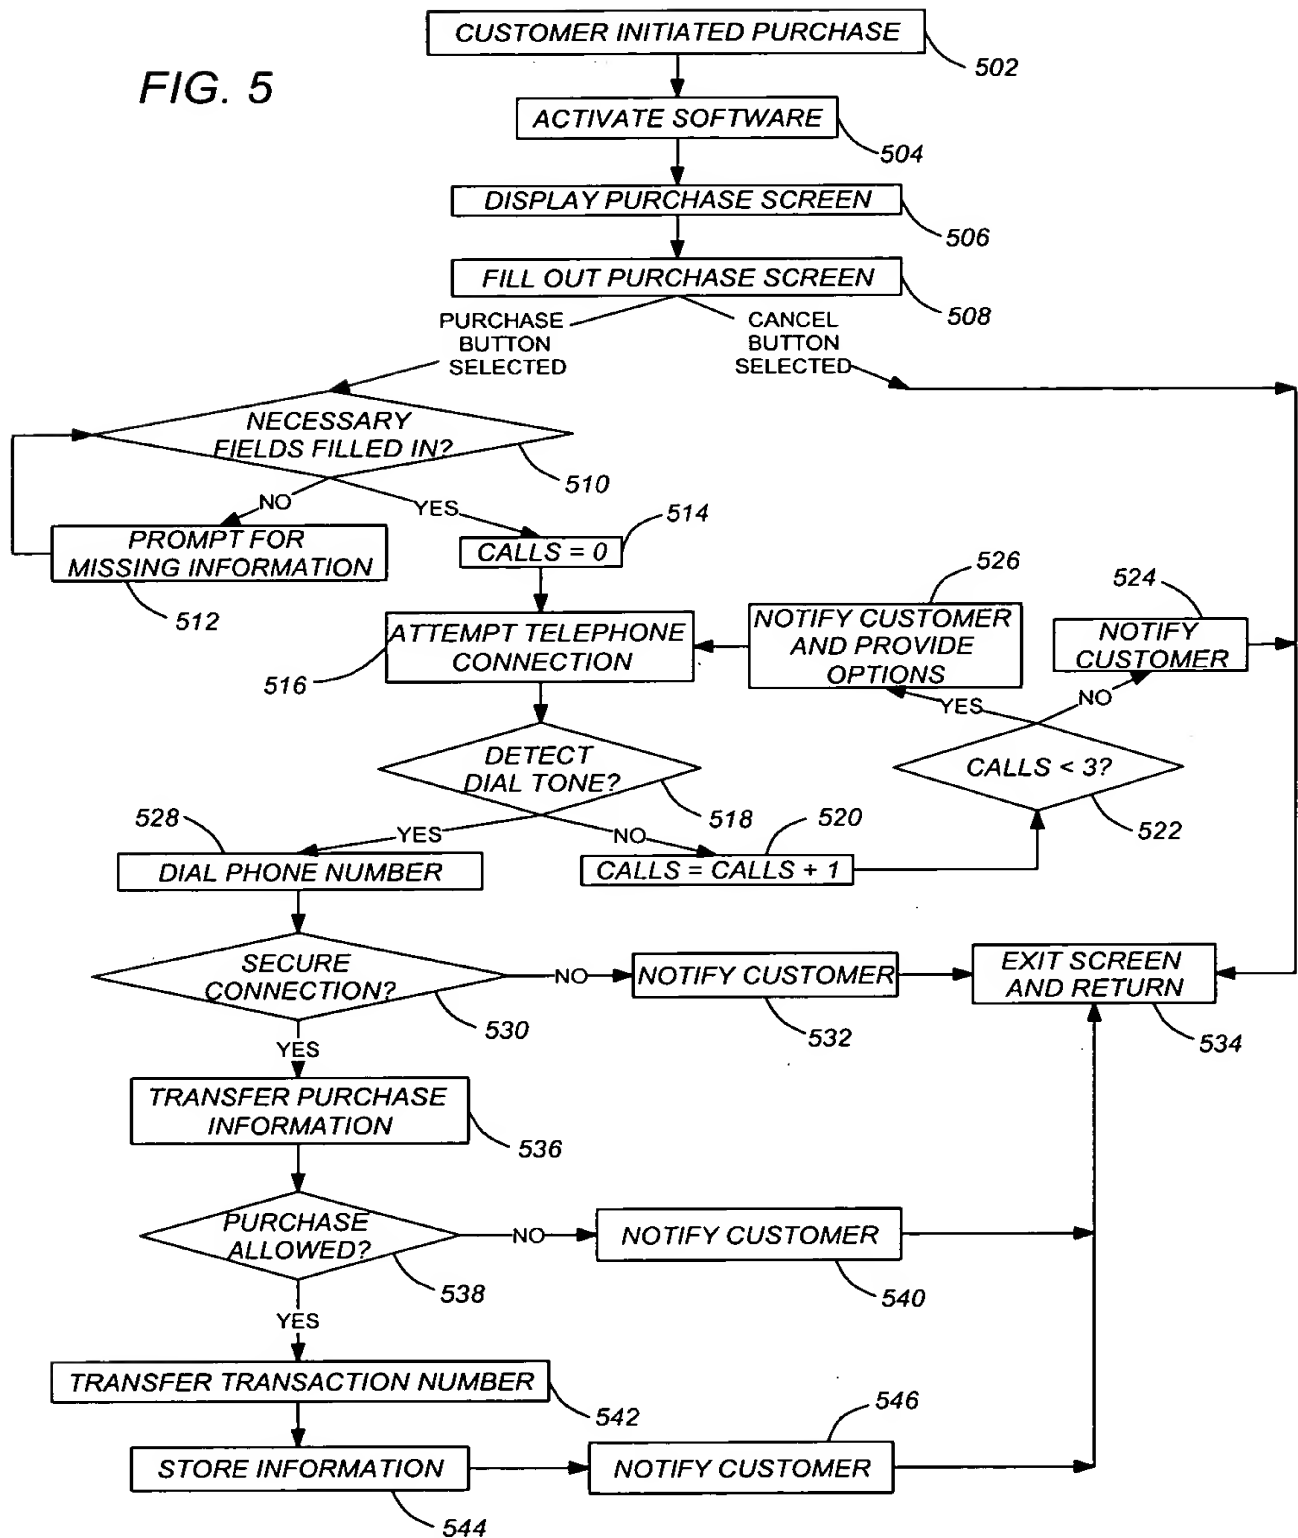 CUSTOMER INITIATED PURCHASE
502
FIG. 5
ACTIVATE SOFTWARE
504
DISPLAY PURCHASE SCREEN
506
FILL OUT PURCHASE SCREEN
508
PURCHASE
BUTTON
SELECTED
CANCEL
BUTTON
SELECTED
NECESSARY
FIELDS FILLED IN?
510
NO
YES
514
PROMPT FOR
MISSING INFORMATION
512
CALLS = 0
526
524
ATTEMPT TELEPHONE
CONNECTION
516
NOTIFY CUSTOMER
AND PROVIDE
OPTIONS
NOTIFY
CUSTOMER
YES
NO
DETECT
DIAL TONE?
518
CALLS < 3?
522
528
YES
NO
520
DIAL PHONE NUMBER
CALLS = CALLS + 1
SECURE
CONNECTION?
530
NO
NOTIFY CUSTOMER
532
EXIT SCREEN
AND RETURN
534
YES
TRANSFER PURCHASE
INFORMATION
536
PURCHASE
ALLOWED?
538
NO
NOTIFY CUSTOMER
540
YES
TRANSFER TRANSACTION NUMBER
542
546
STORE INFORMATION
544
NOTIFY CUSTOMER